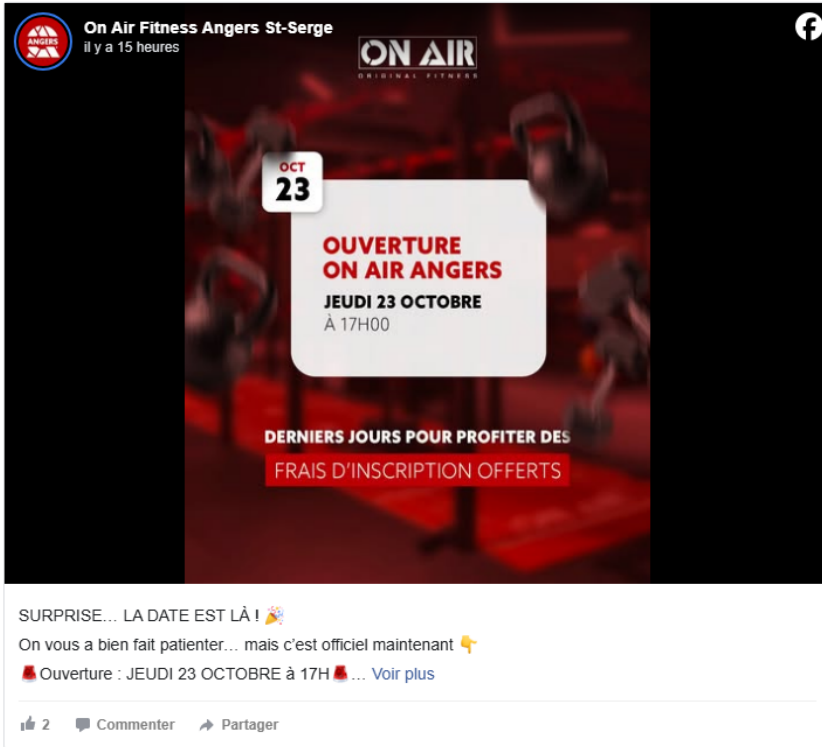 On Air Fitness Angers St-Serge
il y a 15 heures
ANGERS
ON AIR
ORIGINAL FITNESS
OCT
23
OUVERTURE
ON AIR ANGERS
JEUDI 23 OCTOBRE
À 17H00
DERNIERS JOURS POUR PROFITER DES
FRAIS D'INSCRIPTION OFFERTS
SURPRISE... LA DATE EST LÀ ! 🎉
On vous a bien fait patienter... mais c'est officiel maintenant 👇
Ouverture : JEUDI 23 OCTOBRE à 17H ... Voir plus
2 Commenter Partager